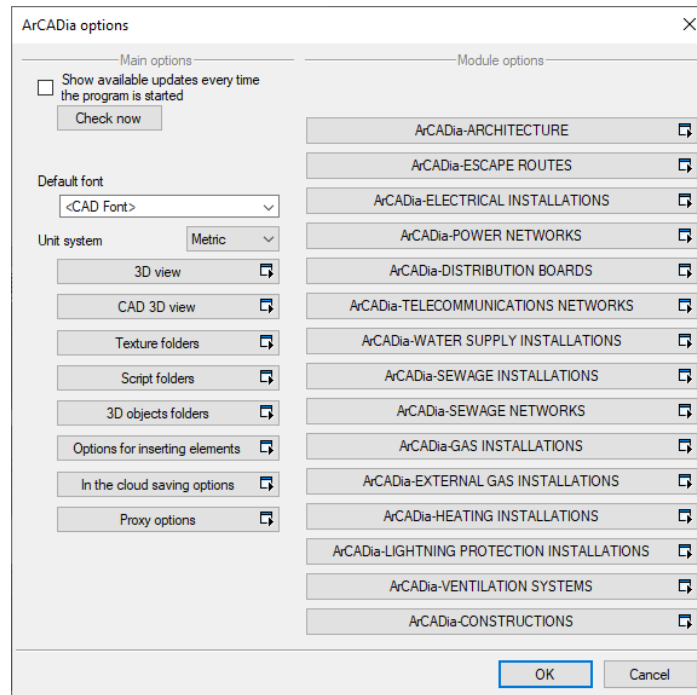 ArCADia options
Main options
Show available updates every time
the program is started
Check now
Default font
<CAD Font>
Unit system
Metric
3D view
CAD 3D view
Texture folders
Script folders
3D objects folders
Options for inserting elements
In the cloud saving options
Proxy options
Module options
ArCADia-ARCHITECTURE
ArCADia-ESCAPE ROUTES
ArCADia-ELECTRICAL INSTALLATIONS
ArCADia-POWER NETWORKS
ArCADia-DISTRIBUTION BOARDS
ArCADia-TELECOMMUNICATIONS NETWORKS
ArCADia-WATER SUPPLY INSTALLATIONS
ArCADia-SEWAGE INSTALLATIONS
ArCADia-SEWAGE NETWORKS
ArCADia-GAS INSTALLATIONS
ArCADia-EXTERNAL GAS INSTALLATIONS
ArCADia-HEATING INSTALLATIONS
ArCADia-LIGHTNING PROTECTION INSTALLATIONS
ArCADia-VENTILATION SYSTEMS
ArCADia-CONSTRUCTIONS
OK
Cancel